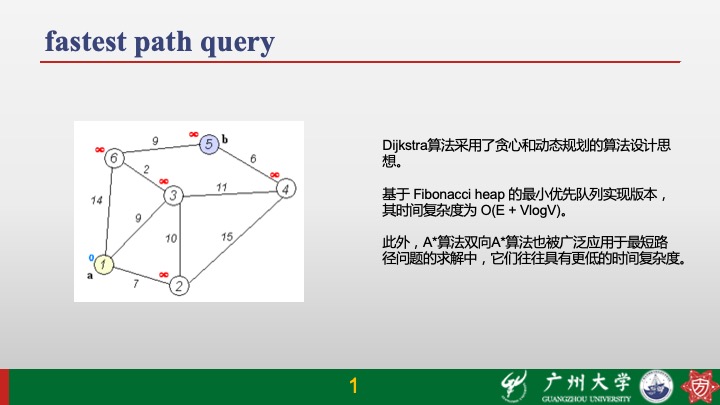 fastest path query
∞
9
∞
5
b
6
2
∞
6
∞
14
3
11
4
9
10
15
0
1
∞
a
7
2
Dijkstra算法采用了贪心和动态规划的算法设计思
想。
基于 Fibonacci heap 的最小优先队列实现版本，
其时间复杂度为 O(E + VlogV)。
此外，A*算法双向A*算法也被广泛应用于最短路
径问题的求解中，它们往往具有更低的时间复杂度。
1
广州大学
GUANGZHOU UNIVERSITY